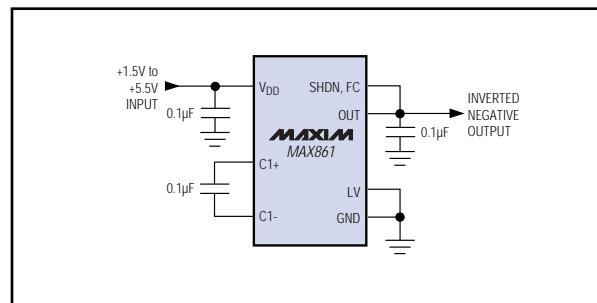 +1.5V to
+5.5V
INPUT
0.1µF
VDD
SHDN, FC
OUT
INVERTED
NEGATIVE
OUTPUT
0.1µF
MAXIM
MAX861
C1+
0.1µF
C1-
LV
GND